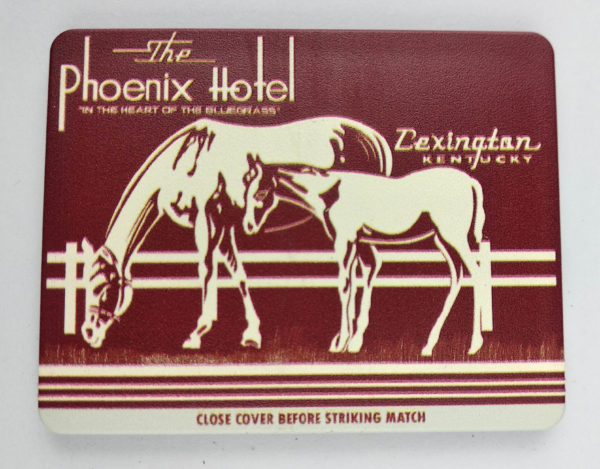 The
Phoenix Hotel
"IN THE HEART OF THE BLUEGRASS"
Lexington
KENTUCKY
CLOSE COVER BEFORE STRIKING MATCH